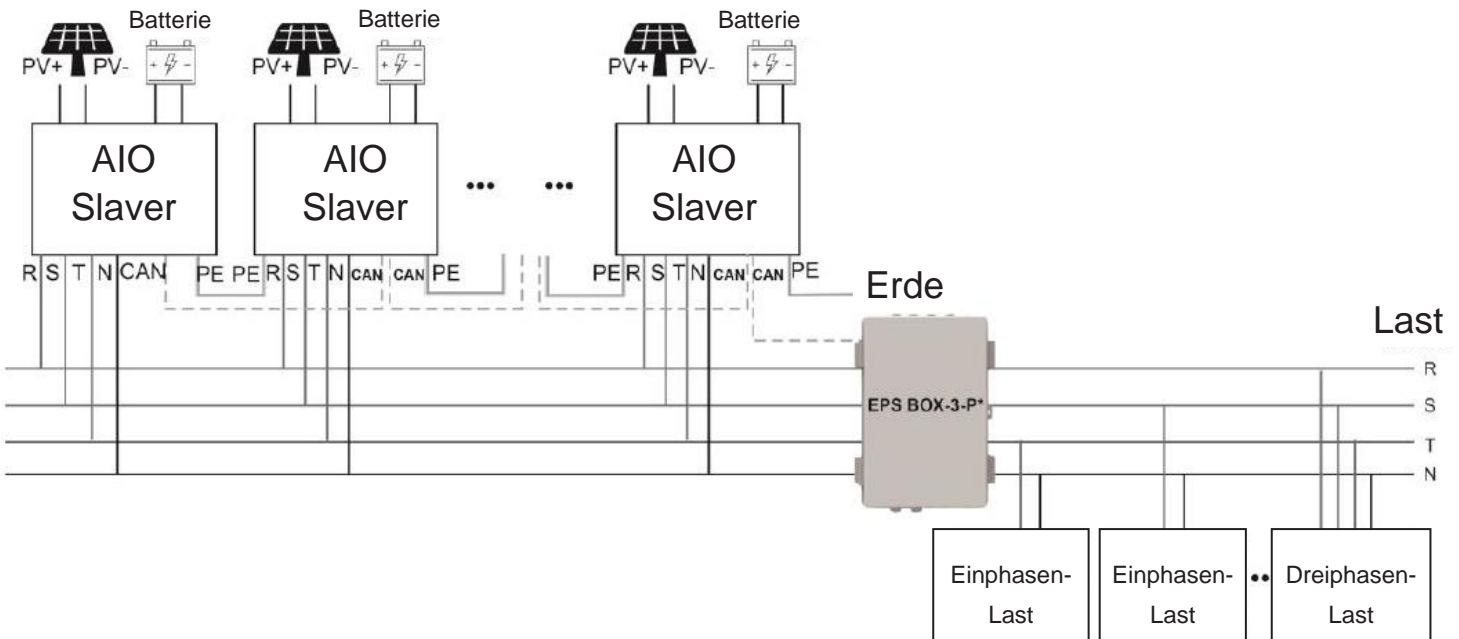 Batterie
Batterie
Batterie
PV+ PV-
+ -
PV+ PV-
+ -
PV+ PV-
+ -
AIO
Slaver
AIO
Slaver
•••
•••
AIO
Slaver
R S T N CAN PE PE R S T N CAN CAN PE
PE R S T N CAN CAN PE
Erde
Last
R
EPS BOX-3-P*
S
T
N
Einphasen-
Last
Einphasen-
Last
••
Dreiphasen-
Last